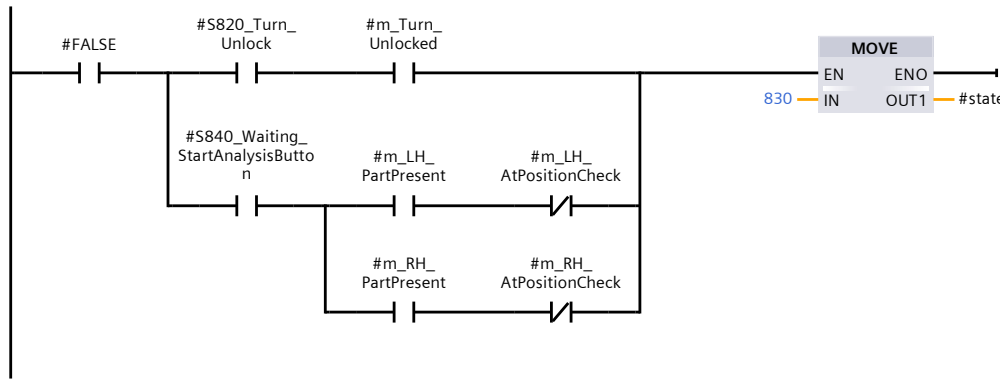 #FALSE
#S820_Turn_
Unlock
#m_Turn_
Unlocked
MOVE
EN
ENO
830
IN
OUT1
#state
#S840_Waiting_
StartAnalysisButto
n
#m_LH_
PartPresent
#m_LH_
AtPositionCheck
#m_RH_
PartPresent
#m_RH_
AtPositionCheck